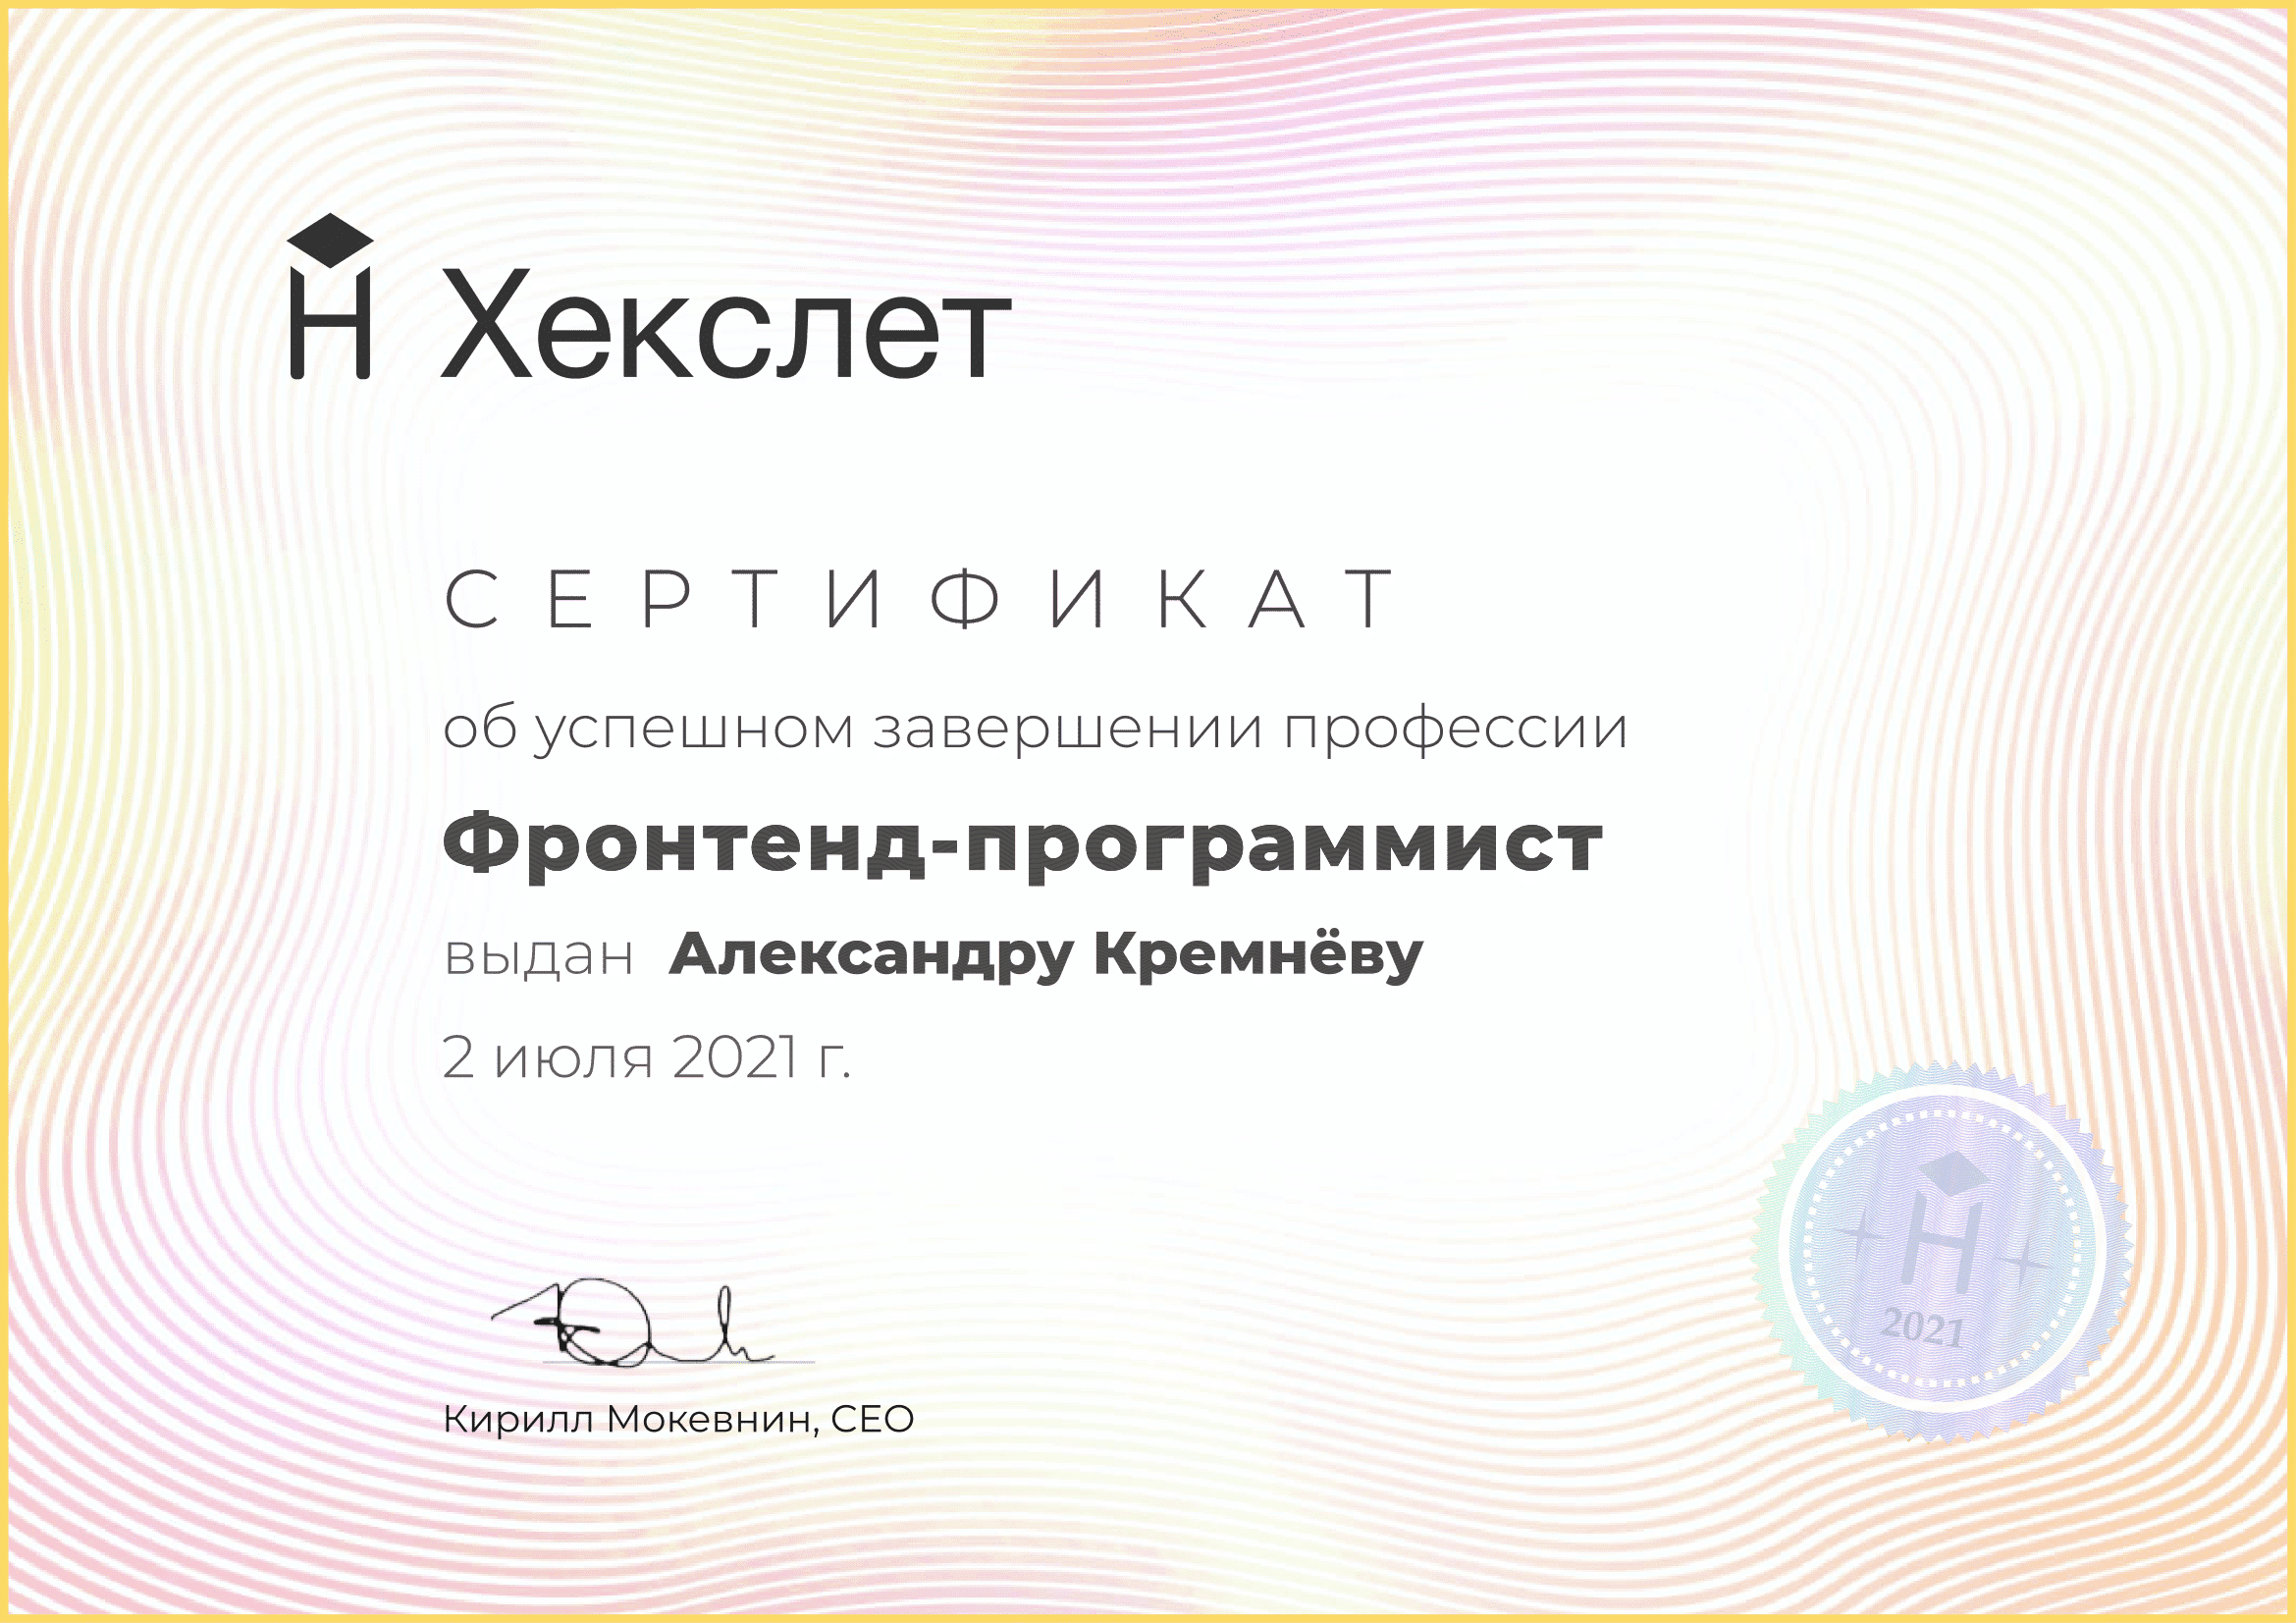 Хекслет
СЕРТИФИКАТ
об успешном завершении профессии
Фронтенд-программист
выдан Александру Кремнёву
2 июля 2021 г.
Кирилл Мокевнин, CEO
H
2021